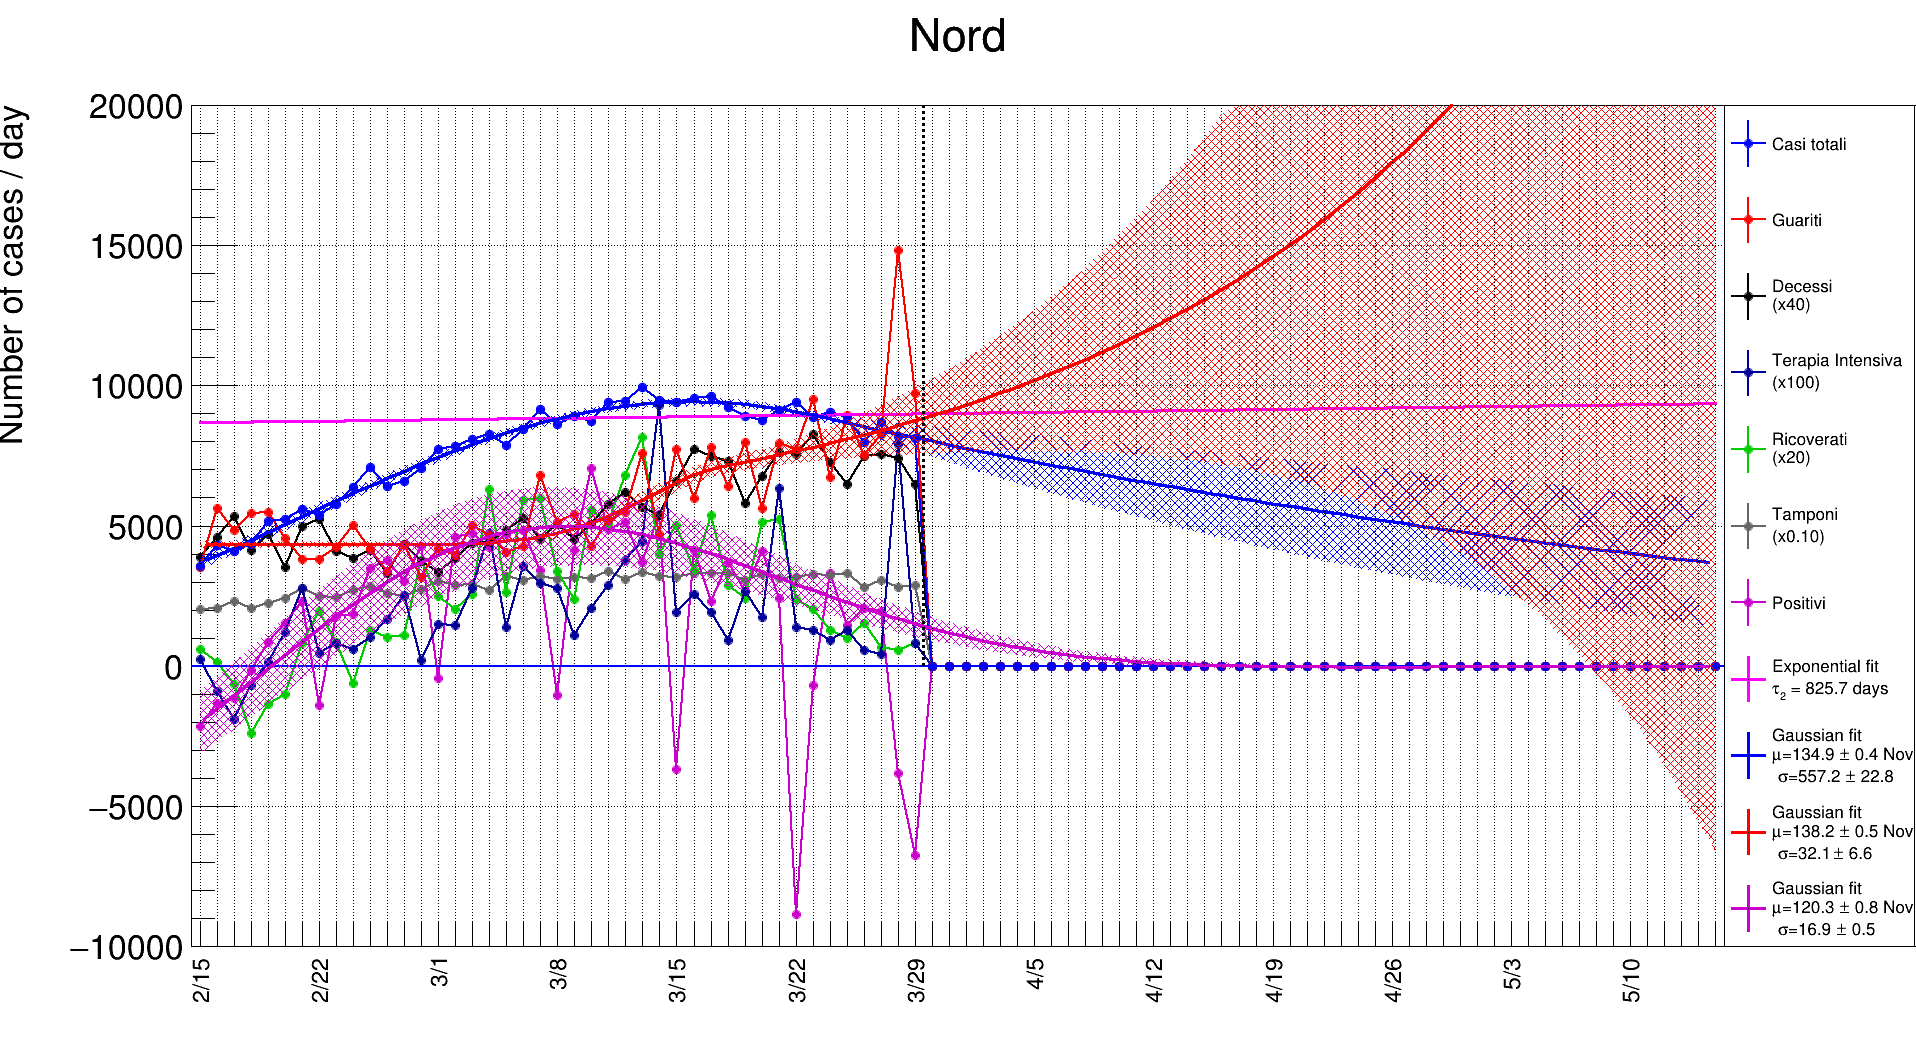 Nord
Number of cases / day
20000
15000
10000
5000
0
−5000
−10000
2/15
2/22
3/1
3/8
3/15
3/22
3/29
4/5
4/12
4/19
4/26
5/3
5/10
Casi totali
Guariti
Decessi
(x40)
Terapia Intensiva
(x100)
Ricoverati
(x20)
Tamponi
(x0.10)
Positivi
Exponential fit
τ2 = 825.7 days
Gaussian fit
μ=134.9 ± 0.4 Nov
σ=557.2 ± 22.8
Gaussian fit
μ=138.2 ± 0.5 Nov
σ=32.1 ± 6.6
Gaussian fit
μ=120.3 ± 0.8 Nov
σ=16.9 ± 0.5